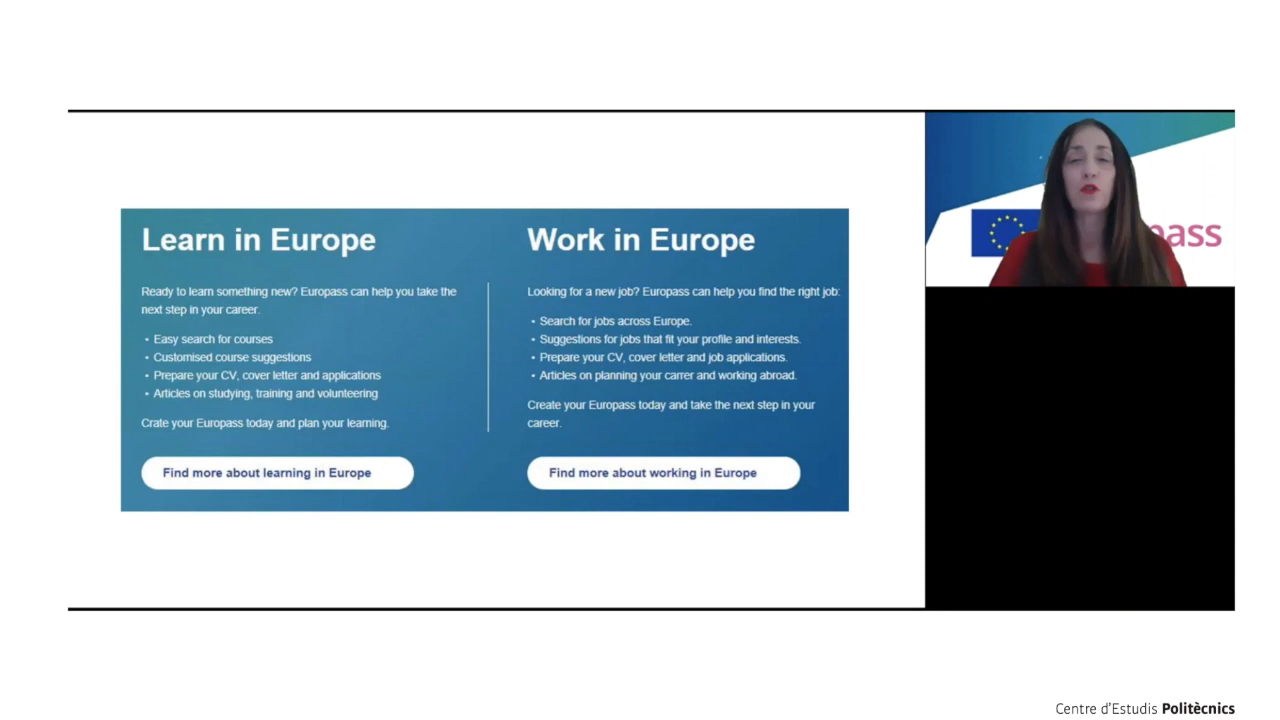 Learn in Europe
Ready to learn something new? Europass can help you take the
next step in your career.
• Easy search for courses
• Customised course suggestions
• Prepare your CV, cover letter and applications
• Articles on studying, training and volunteering
Crate your Europass today and plan your learning.
Find more about learning in Europe
Work in Europe
Looking for a new job? Europass can help you find the right job:
• Search for jobs across Europe.
• Suggestions for jobs that fit your profile and interests.
• Prepare your CV, cover letter and job applications.
• Articles on planning your carrer and working abroad.
Create your Europass today and take the next step in your
career.
Find more about working in Europe
pass
Centre d'Estudis Politècnics